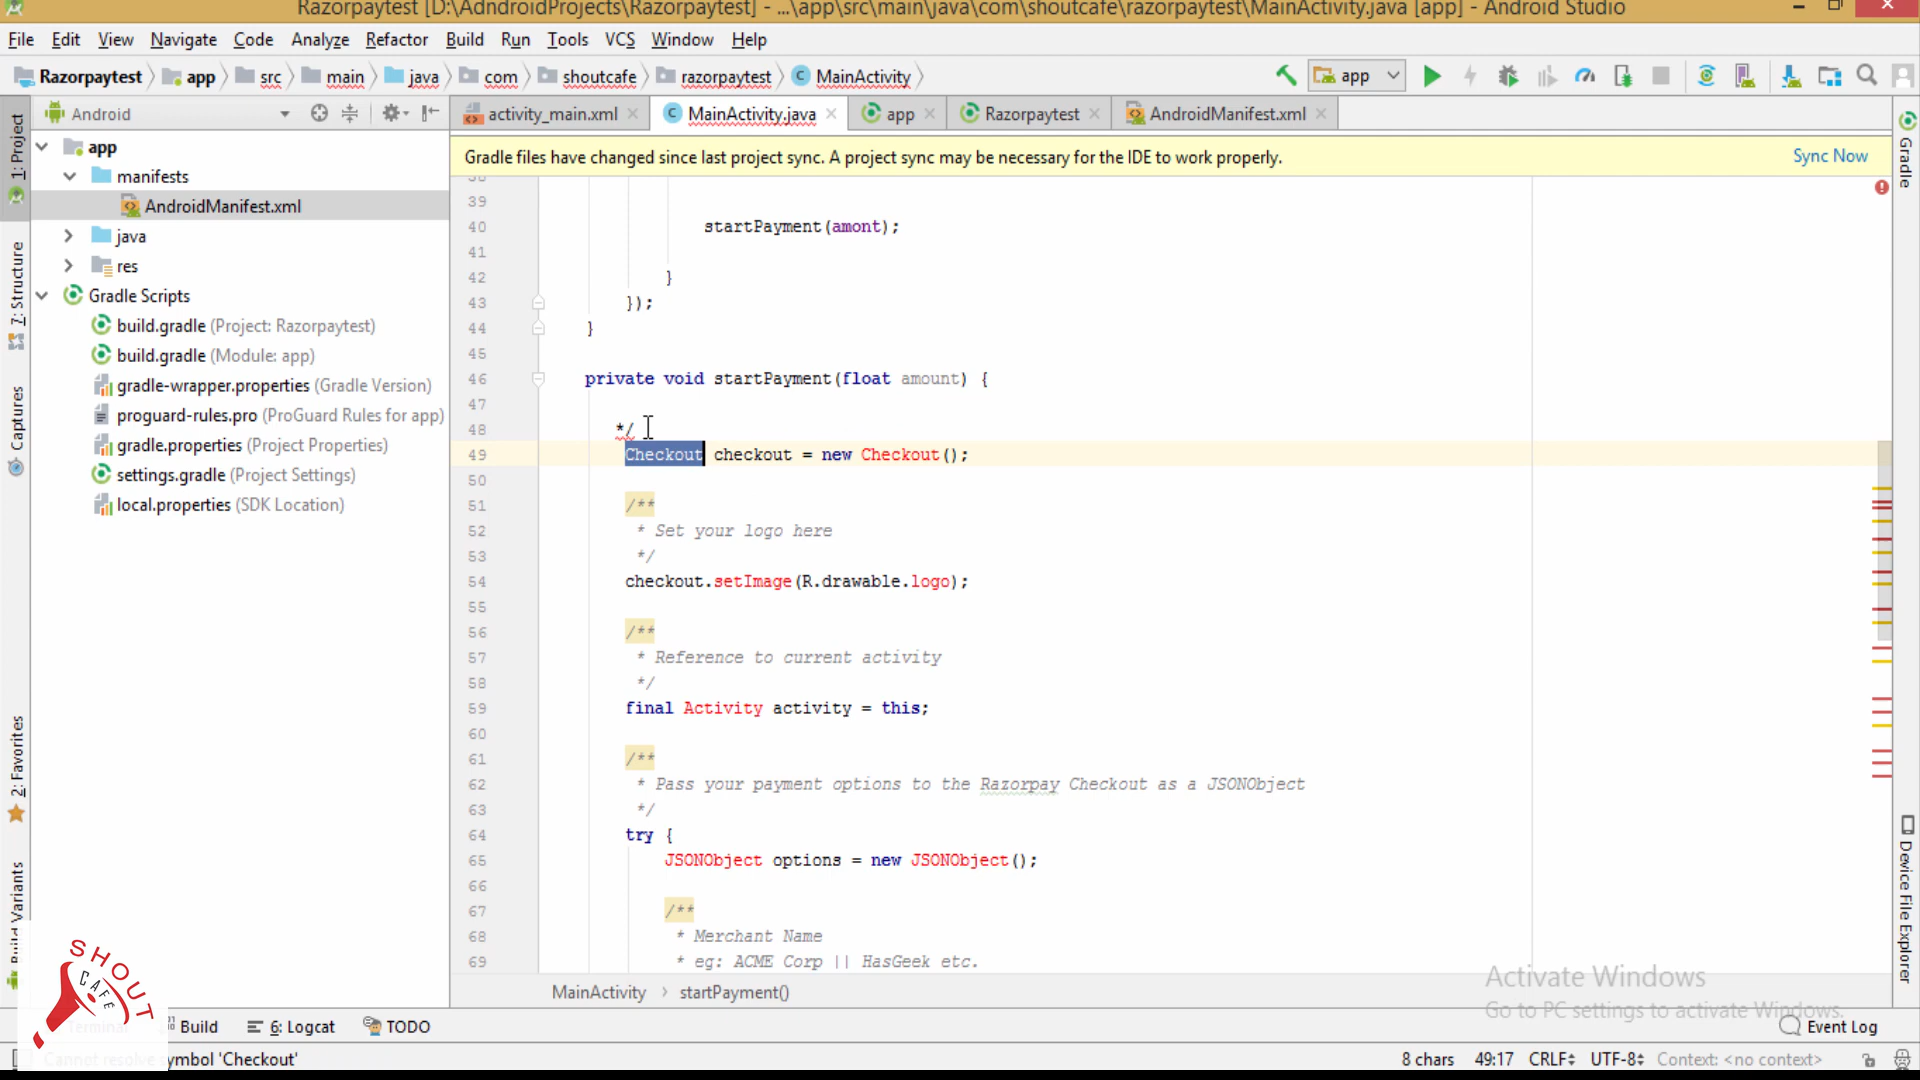 Razorpaytest [D:\AdndroidProjects\Razorpaytest] - ...\app\src\main\java\com\shoutcafe\razorpaytest\MainActivity.java [app] - Android Studio
File Edit View Navigate Code Analyze Refactor Build Run Tools VCS Window Help
Razorpaytest app src main java com shoutcafe razorpaytest MainActivity app
Android activity_main.xml MainActivity.java app Razorpaytest AndroidManifest.xml
Gradle files have changed since last project sync. A project sync may be necessary for the IDE to work properly. Sync Now
1: Project
7: Structure
Captures
2: Favorites
Build Variants
app
manifests
AndroidManifest.xml
java
res
Gradle Scripts
build.gradle (Project: Razorpaytest)
build.gradle (Module: app)
gradle-wrapper.properties (Gradle Version)
proguard-rules.pro (ProGuard Rules for app)
gradle.properties (Project Properties)
settings.gradle (Project Settings)
local.properties (SDK Location)
38
39
40 startPayment(amont);
41
42 }
43 });
44 }
45
46 private void startPayment(float amount) {
47
48 */
49 Checkout checkout = new Checkout();
50
51 /**
52 * Set your logo here
53 */
54 checkout.setImage(R.drawable.logo);
55
56 /**
57 * Reference to current activity
58 */
59 final Activity activity = this;
60
61 /**
62 * Pass your payment options to the Razorpay Checkout as a JSONObject
63 */
64 try {
65 JSONObject options = new JSONObject();
66
67 /**
68 * Merchant Name
69 * eg: ACME Corp || HasGeek etc.
MainActivity startPayment()
Gradle
Device File Explorer
Activate Windows
Go to PC settings to activate Windows.
SHOUT
CAFE
Terminal Build 6: Logcat TODO Event Log
Cannot resolve symbol 'Checkout' 8 chars 49:17 CRLF UTF-8 Context: <no context>